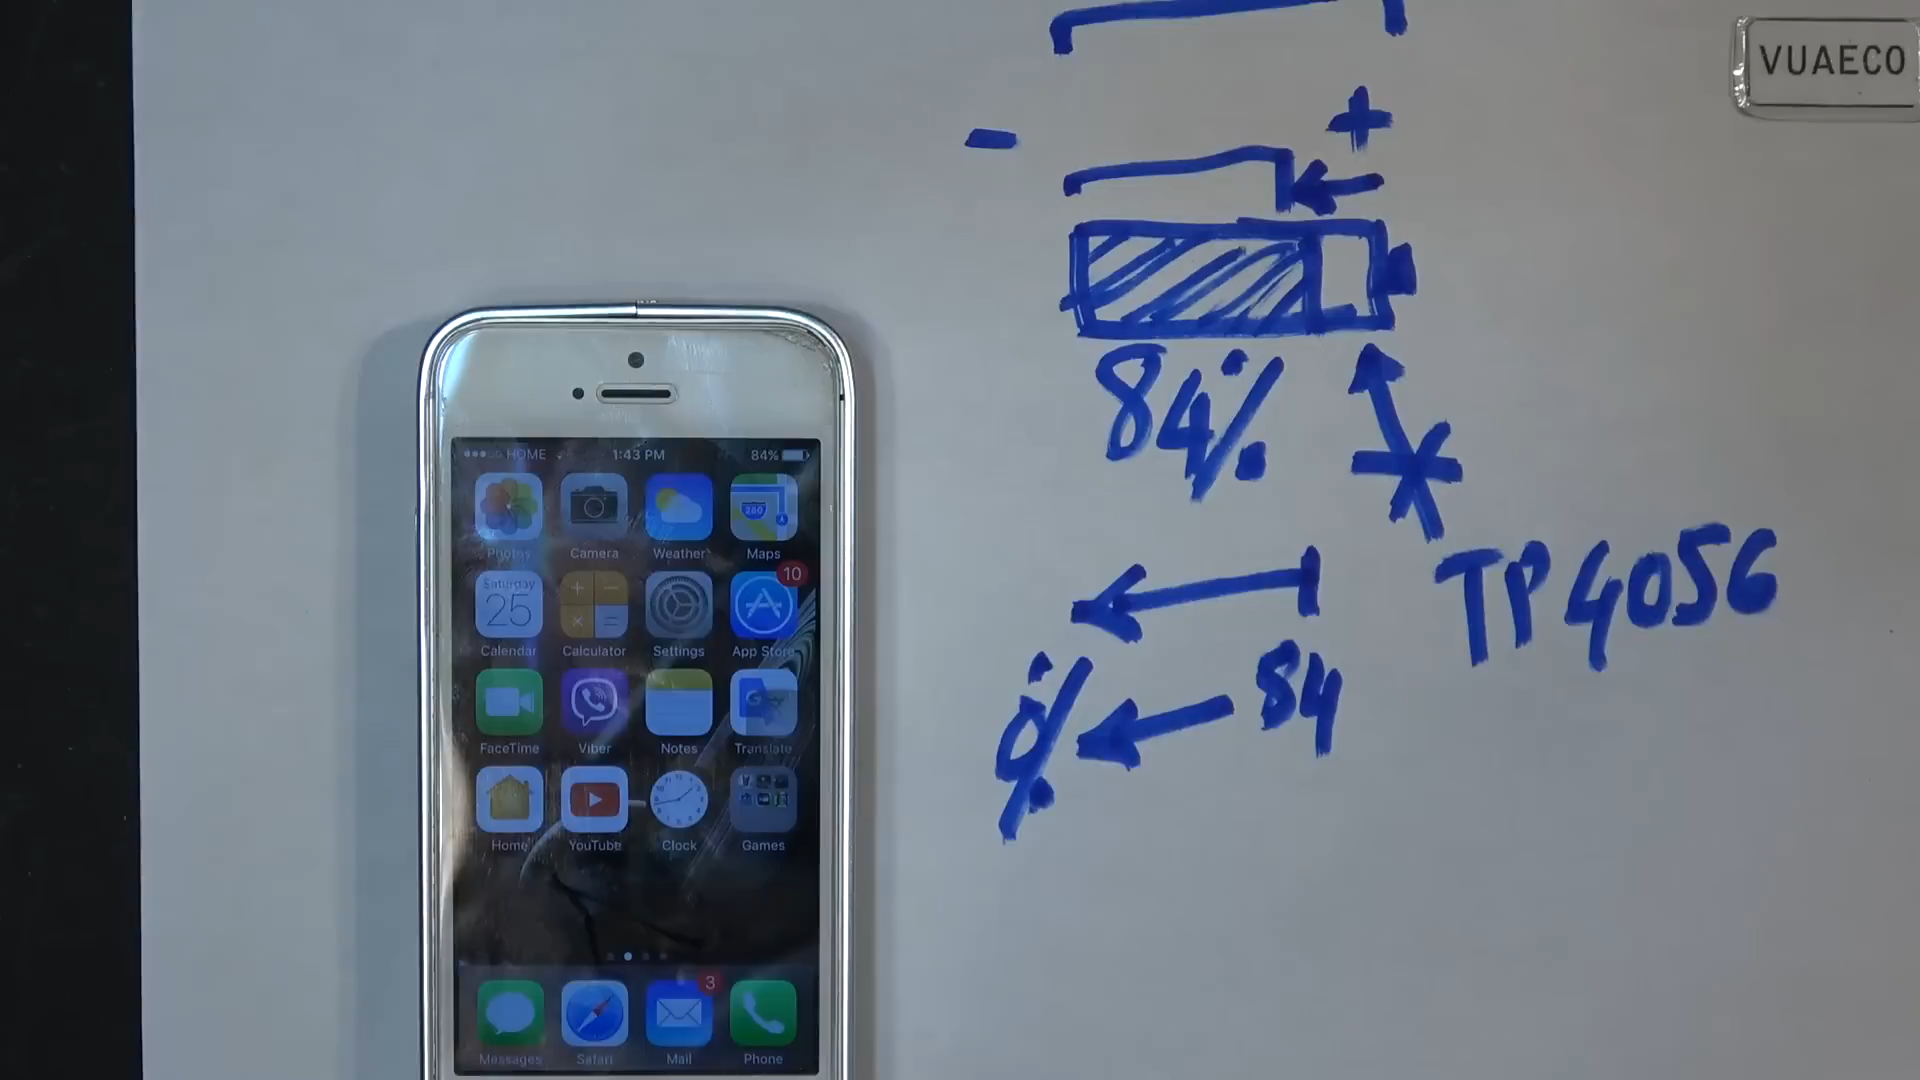 VUAECO
- +
84%
TP4056
84
%
HOME 1:43 PM 84%
280
Photos Camera Weather Maps
10
Saturday
25
Calendar Calculator Settings App Store
FaceTime Viber Notes Translate
Home YouTube Clock Games
3
Messages Safari Mail Phone